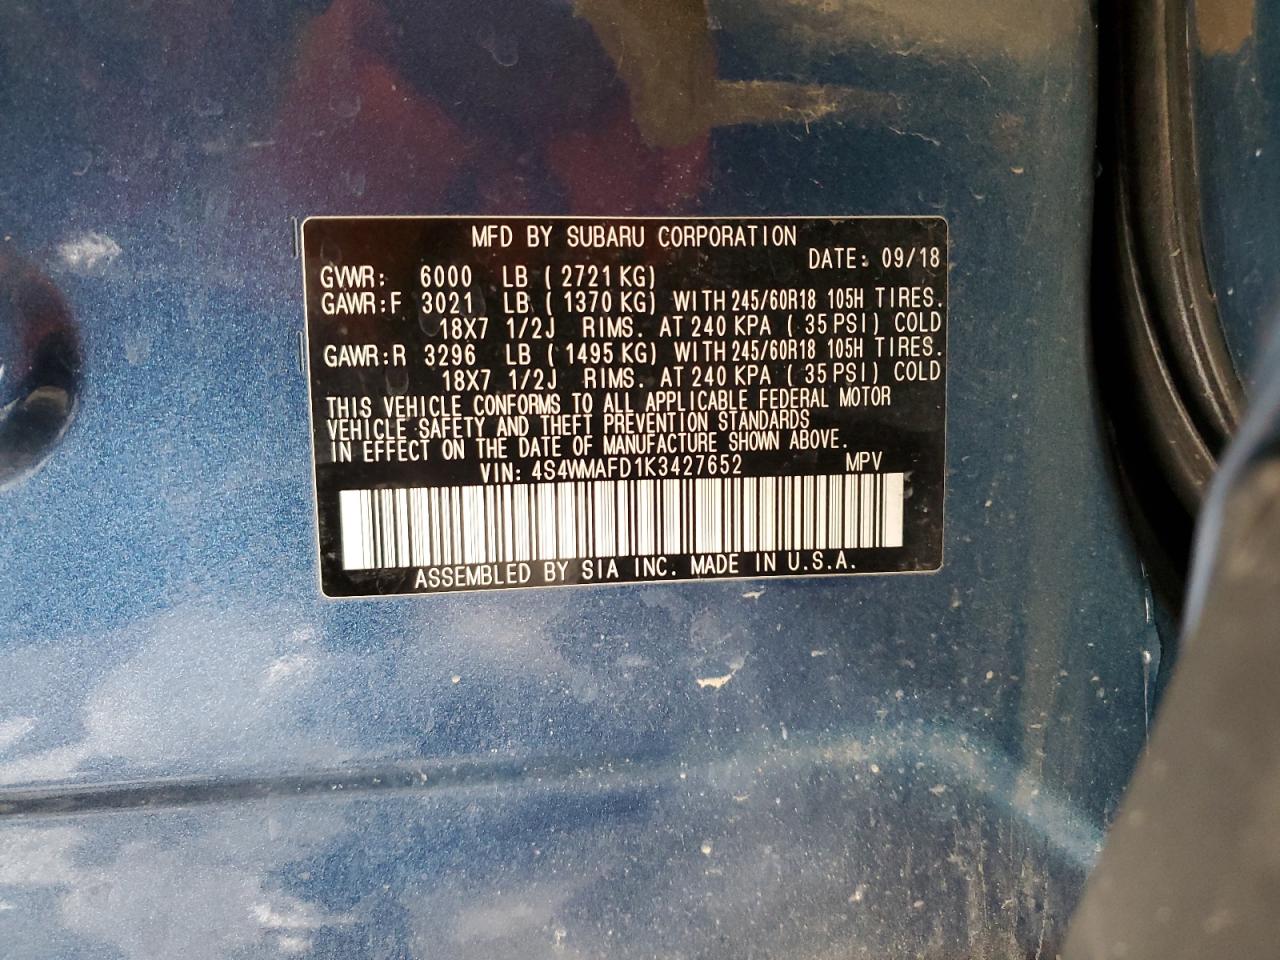 MFD BY SUBARU CORPORATION
DATE: 09/18
GVWR: 6000 LB ( 2721 KG)
GAWR:F 3021 LB ( 1370 KG) WITH 245/60R18 105H TIRES.
18X7 1/2J RIMS. AT 240 KPA ( 35 PSI) COLD
GAWR:R 3296 LB ( 1495 KG) WITH 245/60R18 105H TIRES.
18X7 1/2J RIMS. AT 240 KPA ( 35 PSI) COLD
THIS VEHICLE CONFORMS TO ALL APPLICABLE FEDERAL MOTOR
VEHICLE SAFETY AND THEFT PREVENTION STANDARDS
IN EFFECT ON THE DATE OF MANUFACTURE SHOWN ABOVE.
VIN: 4S4WMAFD1K3427652 MPV
ASSEMBLED BY SIA INC. MADE IN U.S.A.